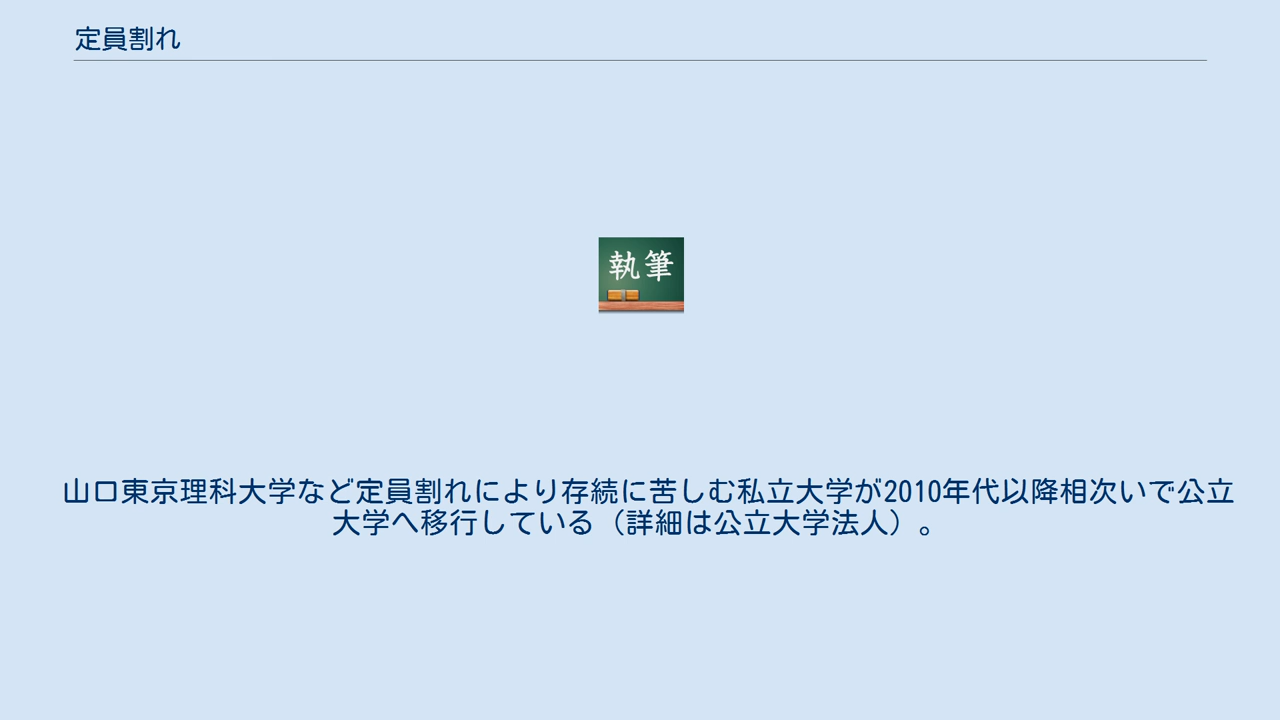 定員割れ
執筆
山口東京理科大学など定員割れにより存続に苦しむ私立大学が2010年代以降相次いで公立
大学へ移行している（詳細は公立大学法人）。